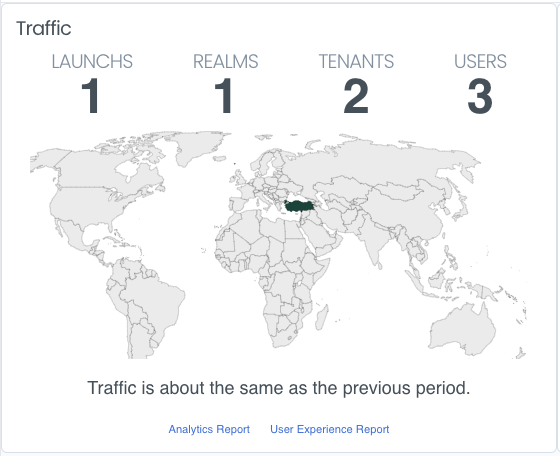 Traffic
LAUNCHS REALMS TENANTS USERS
1 1 2 3
Traffic is about the same as the previous period.
Analytics Report User Experience Report